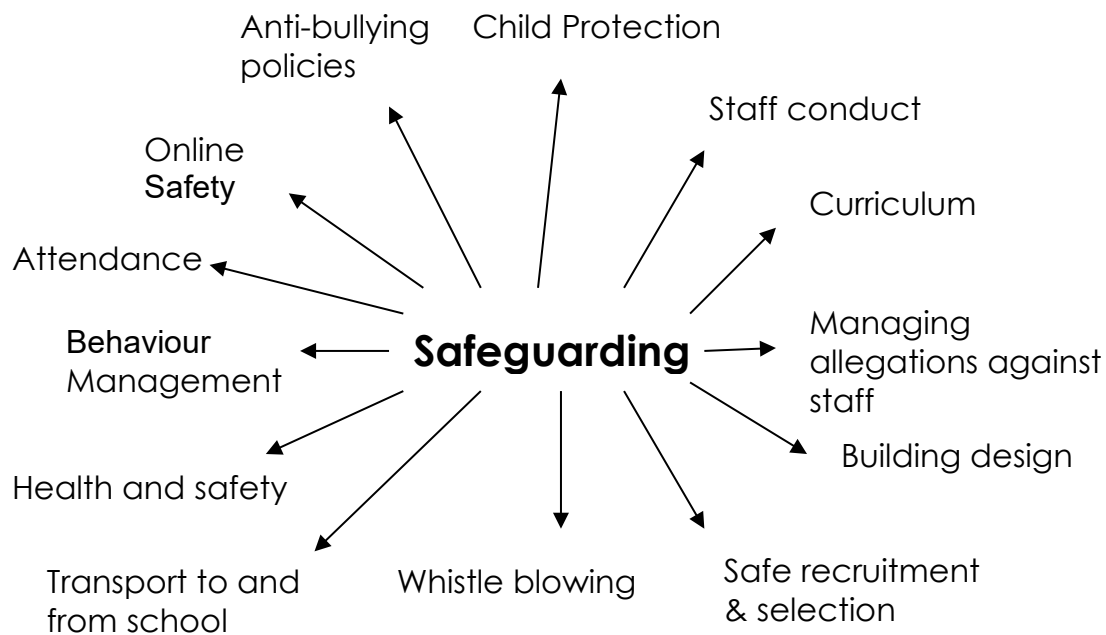 Anti-bullying
policies
Child Protection
Staff conduct
Online
Safety
Curriculum
Attendance
Behaviour
Management
Safeguarding
Managing
allegations against
staff
Building design
Health and safety
Transport to and
from school
Whistle blowing
Safe recruitment
& selection